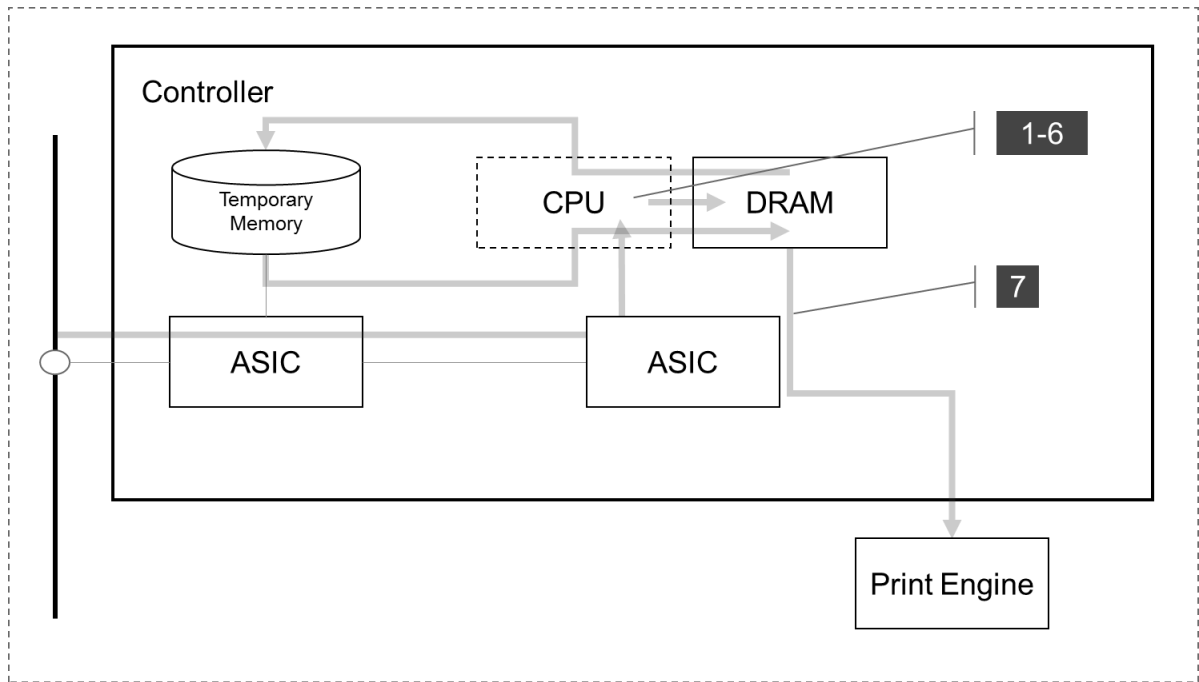 Controller
1-6
Temporary
Memory
CPU
DRAM
7
ASIC
ASIC
Print Engine